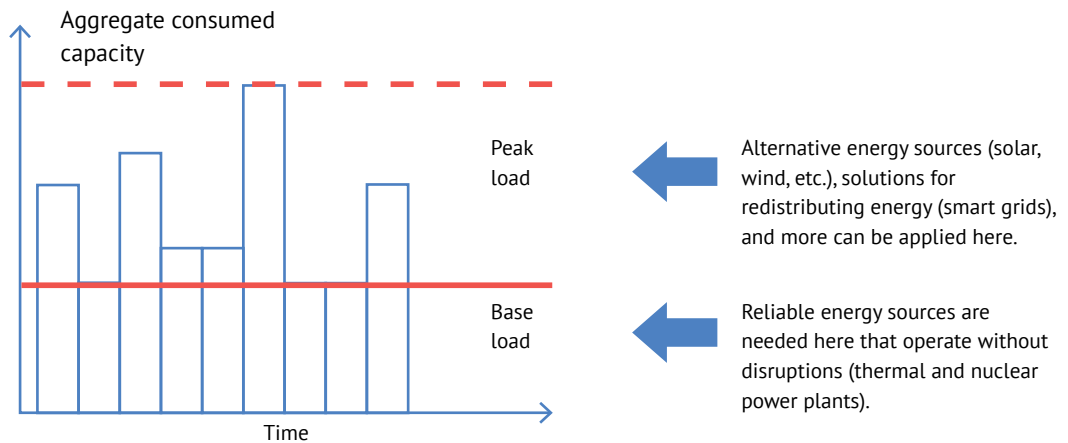 Aggregate consumed
capacity
Peak
load
Alternative energy sources (solar,
wind, etc.), solutions for
redistributing energy (smart grids),
and more can be applied here.
Base
load
Reliable energy sources are
needed here that operate without
disruptions (thermal and nuclear
power plants).
Time